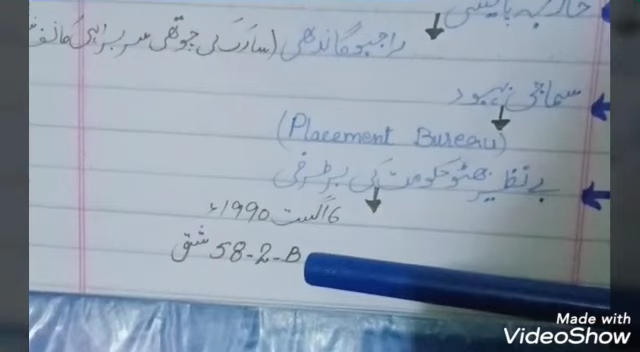 خارجہ پالیسی
راجیو گاندھی (سارک کی چوتھی سربراہی کانف
سماجی بہبود
(Placement Bureau)
بے نظیر بھٹو حکومت کی برطرفی
6 اگست 1990ء
58-2-B شق
Made with
VideoShow